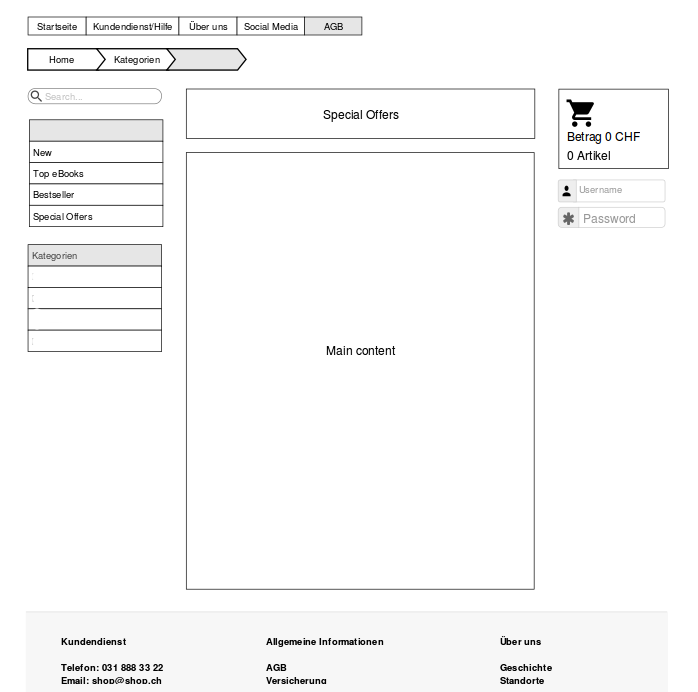 Startseite Kundendienst/Hilfe Über uns Social Media AGB
Home Kategorien
Search...
New
Top eBooks
Bestseller
Special Offers
Kategorien
Special Offers
Main content
Betrag 0 CHF
0 Artikel
Username
Password
Kundendienst Allgemeine Informationen Über uns
Telefon: 031 888 33 22 AGB Geschichte
Email: shop@shop.ch Versicherung Standorte